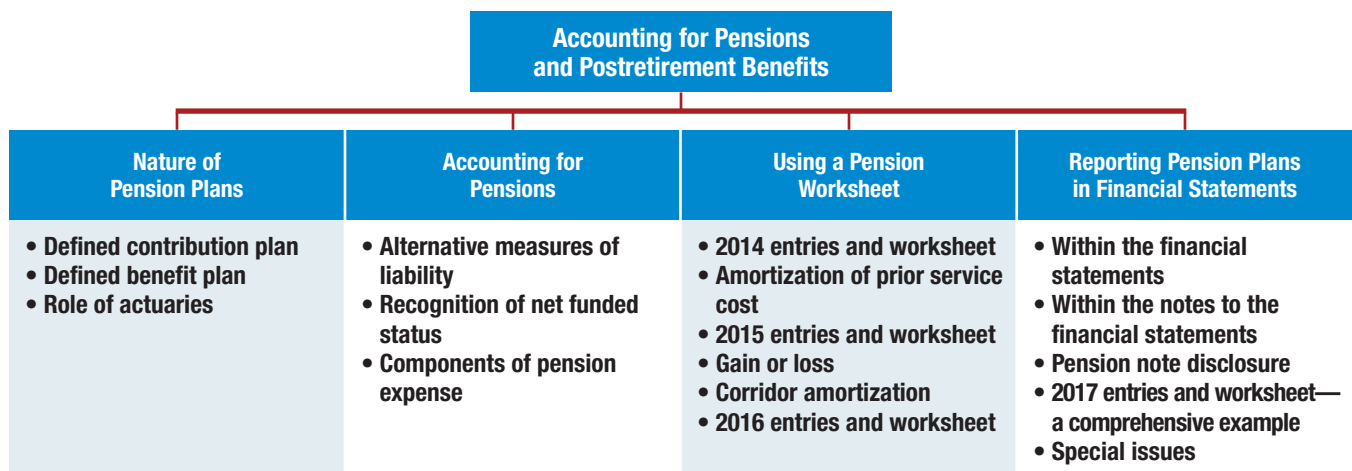 Accounting for Pensions
and Postretirement Benefits
Nature of
Pension Plans
• Defined contribution plan
• Defined benefit plan
• Role of actuaries
Accounting for
Pensions
• Alternative measures of
liability
• Recognition of net funded
status
• Components of pension
expense
Using a Pension
Worksheet
• 2014 entries and worksheet
• Amortization of prior service
cost
• 2015 entries and worksheet
• Gain or loss
• Corridor amortization
• 2016 entries and worksheet
Reporting Pension Plans
in Financial Statements
• Within the financial
statements
• Within the notes to the
financial statements
• Pension note disclosure
• 2017 entries and worksheet—
a comprehensive example
• Special issues